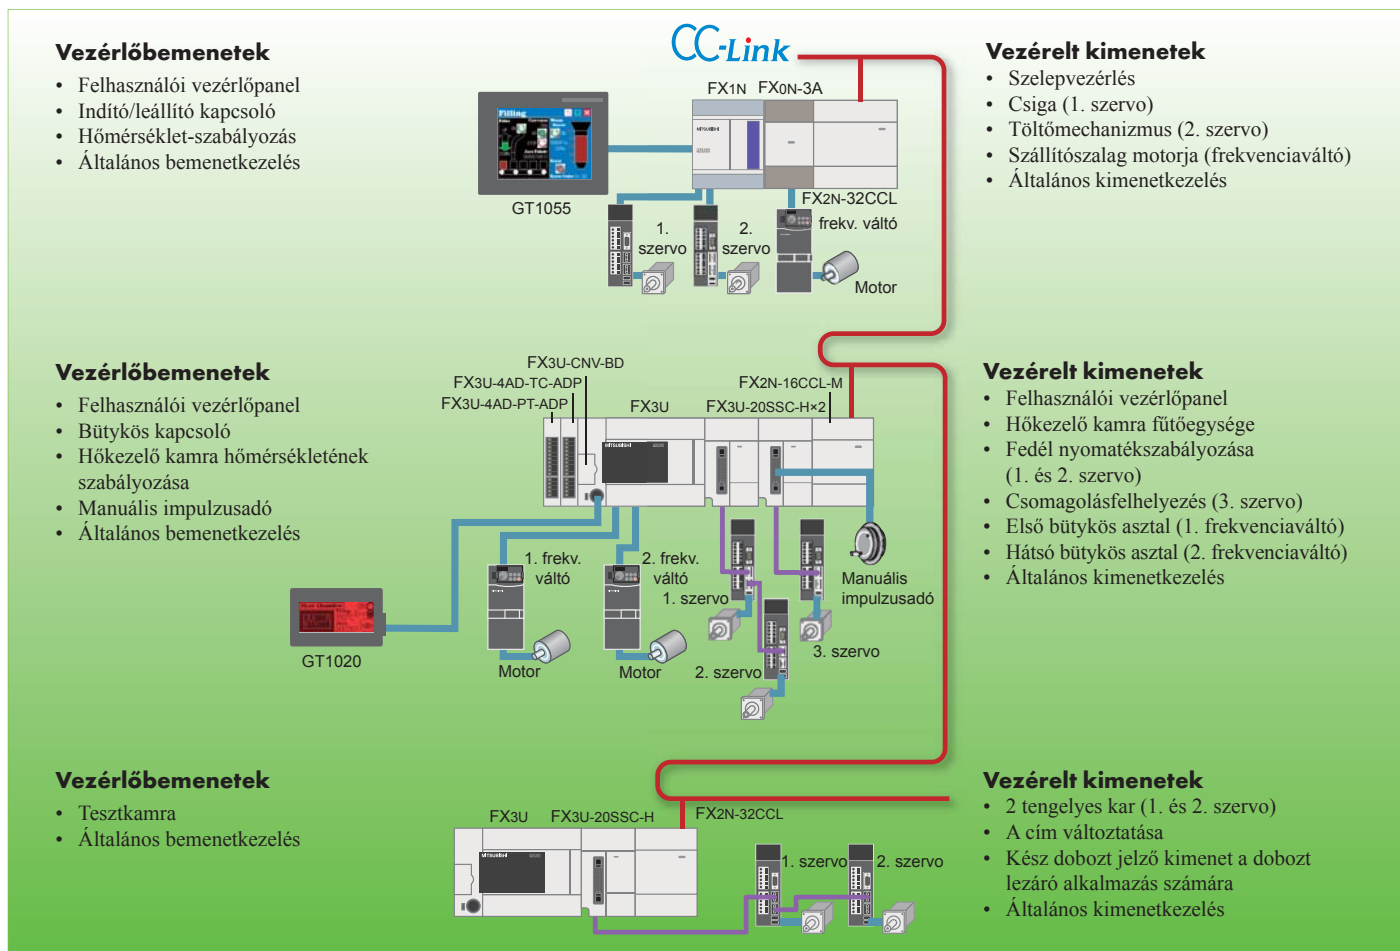 Vezérlőbemenetek
• Felhasználói vezérlőpanel
• Indító/leállító kapcsoló
• Hőmérséklet-szabályozás
• Általános bemenetkezelés
CC-Link
FX1N FX0N-3A
Filling
MITSUBISHI
GT1055
FX2N-32CCL
1.
szervo
2.
szervo
frekv. váltó
Motor
Vezérelt kimenetek
• Szelepvezérlés
• Csiga (1. szervo)
• Töltőmechanizmus (2. szervo)
• Szállítószalag motorja (frekvenciaváltó)
• Általános kimenetkezelés
Vezérlőbemenetek
• Felhasználói vezérlőpanel
• Bütykös kapcsoló
• Hőkezelő kamra hőmérsékletének
szabályozása
• Manuális impulzusadó
• Általános bemenetkezelés
FX3U-CNV-BD
FX3U-4AD-TC-ADP
FX3U-4AD-PT-ADP
FX3U
FX2N-16CCL-M
FX3U-20SSC-H×2
MITSUBISHI
GT1020
1. frekv.
váltó
Motor
2. frekv.
váltó
Motor
1. szervo
2. szervo
3. szervo
Manuális
impulzusadó
Vezérelt kimenetek
• Felhasználói vezérlőpanel
• Hőkezelő kamra fűtőegysége
• Fedél nyomatékszabályozása
(1. és 2. szervo)
• Csomagolásfelhelyezés (3. szervo)
• Első bütykös asztal (1. frekvenciaváltó)
• Hátsó bütykös asztal (2. frekvenciaváltó)
• Általános kimenetkezelés
Vezérlőbemenetek
• Tesztkamra
• Általános bemenetkezelés
FX3U FX3U-20SSC-H FX2N-32CCL
MITSUBISHI
1. szervo
2. szervo
Vezérelt kimenetek
• 2 tengelyes kar (1. és 2. szervo)
• A cím változtatása
• Kész dobozt jelző kimenet a dobozt
lezáró alkalmazás számára
• Általános kimenetkezelés